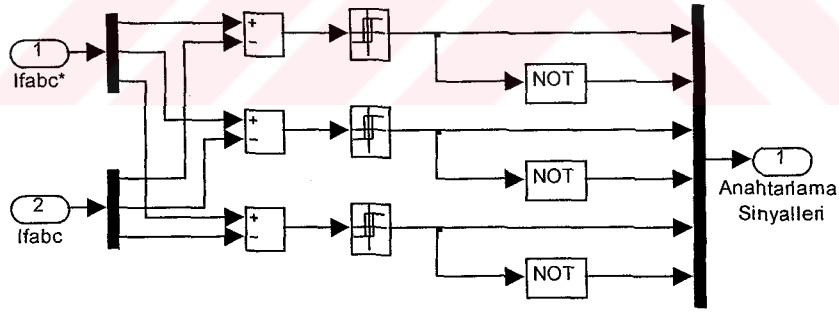 1
Ifabc*
2
Ifabc
+
−
NOT
+
−
NOT
+
−
NOT
1
Anahtarlama
Sinyalleri